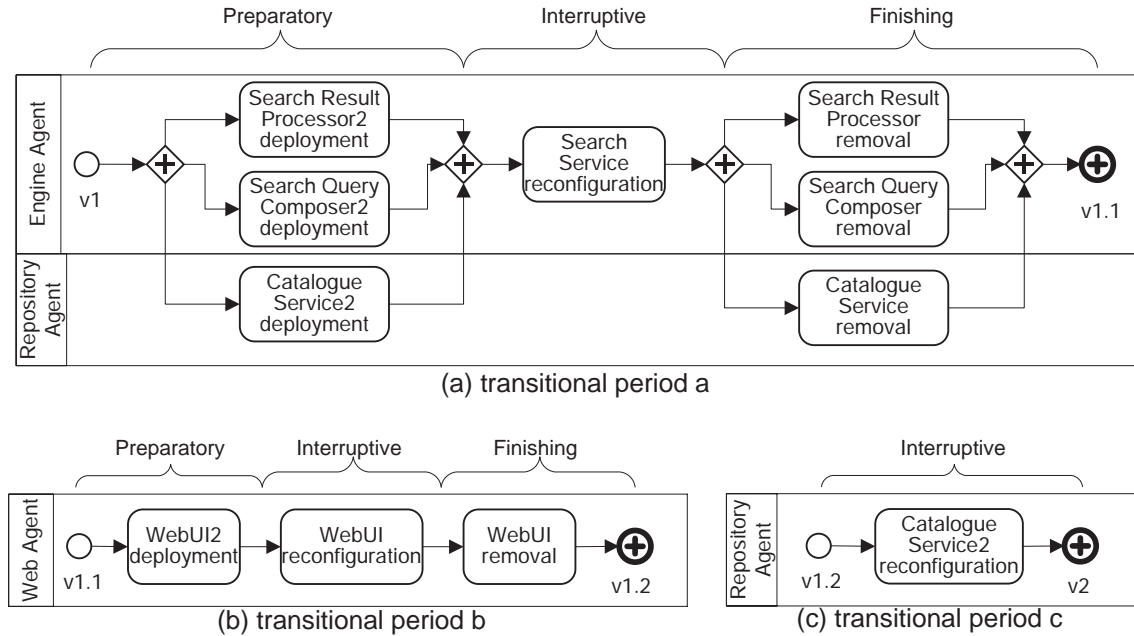 Preparatory
Interruptive
Finishing
Engine Agent
Search Result
Processor2
deployment
Search Query
Composer2
deployment
v1
Search
Service
reconfiguration
Search Result
Processor
removal
Search Query
Composer
removal
v1.1
Repository
Agent
Catalogue
Service2
deployment
Catalogue
Service
removal
(a) transitional period a
Preparatory
Interruptive
Finishing
Web Agent
v1.1
WebUI2
deployment
WebUI
reconfiguration
WebUI
removal
v1.2
(b) transitional period b
Interruptive
Repository
Agent
v1.2
Catalogue
Service2
reconfiguration
v2
(c) transitional period c